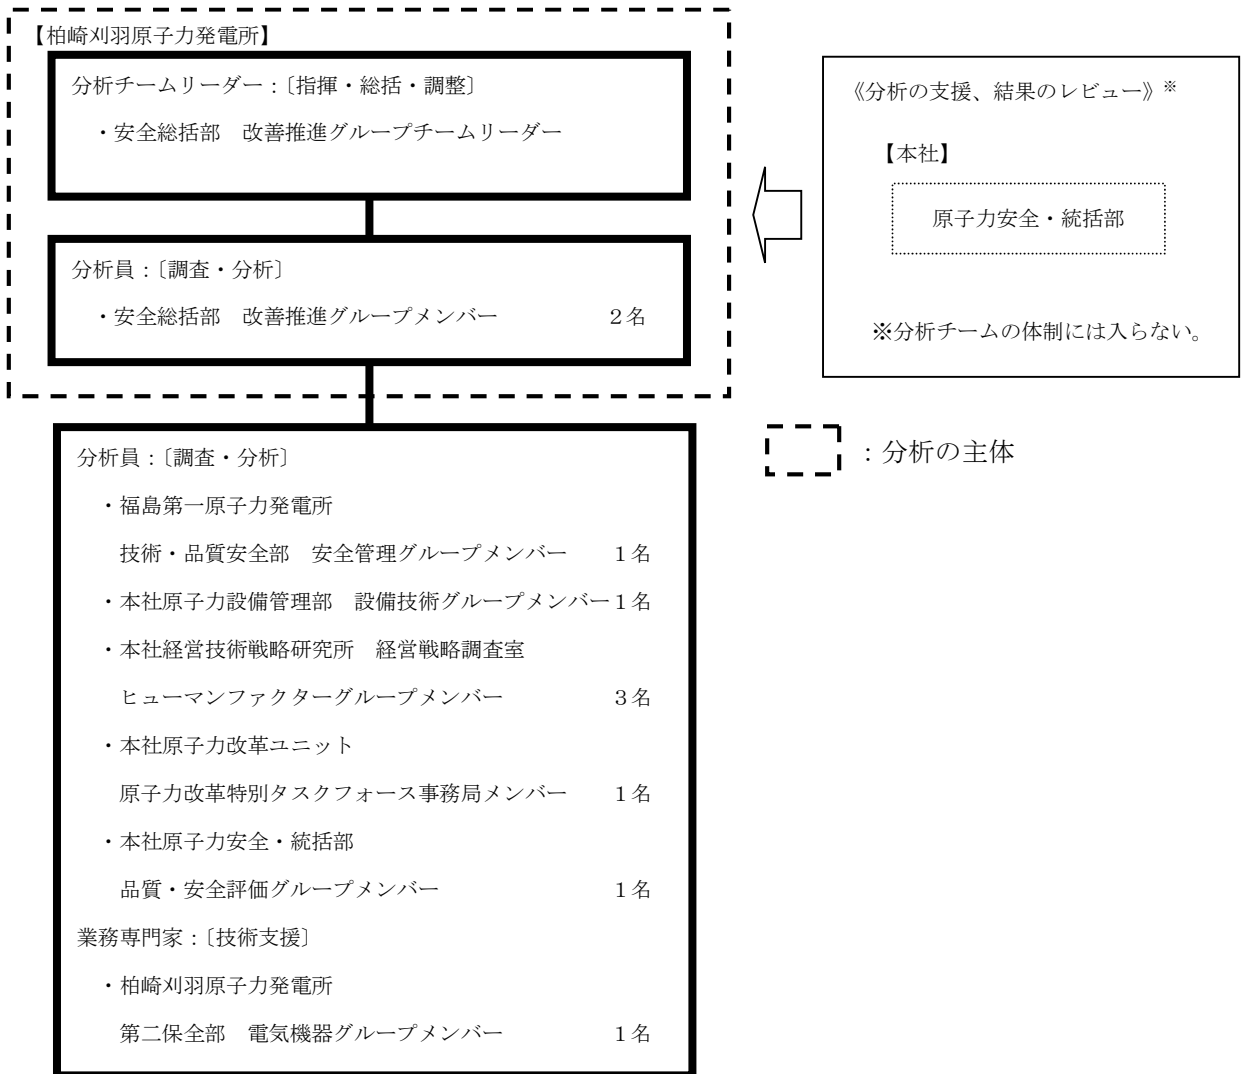 【柏崎刈羽原子力発電所】
分析チームリーダー：〔指揮・総括・調整〕
・安全総括部　改善推進グループチームリーダー
分析員：〔調査・分析〕
・安全総括部　改善推進グループメンバー　2名
《分析の支援、結果のレビュー》※
【本社】
原子力安全・統括部
※分析チームの体制には入らない。
：分析の主体
分析員：〔調査・分析〕
・福島第一原子力発電所
技術・品質安全部　安全管理グループメンバー　1名
・本社原子力設備管理部　設備技術グループメンバー1名
・本社経営技術戦略研究所　経営戦略調査室
ヒューマンファクターグループメンバー　3名
・本社原子力改革ユニット
原子力改革特別タスクフォース事務局メンバー　1名
・本社原子力安全・統括部
品質・安全評価グループメンバー　1名
業務専門家：〔技術支援〕
・柏崎刈羽原子力発電所
第二保全部　電気機器グループメンバー　1名